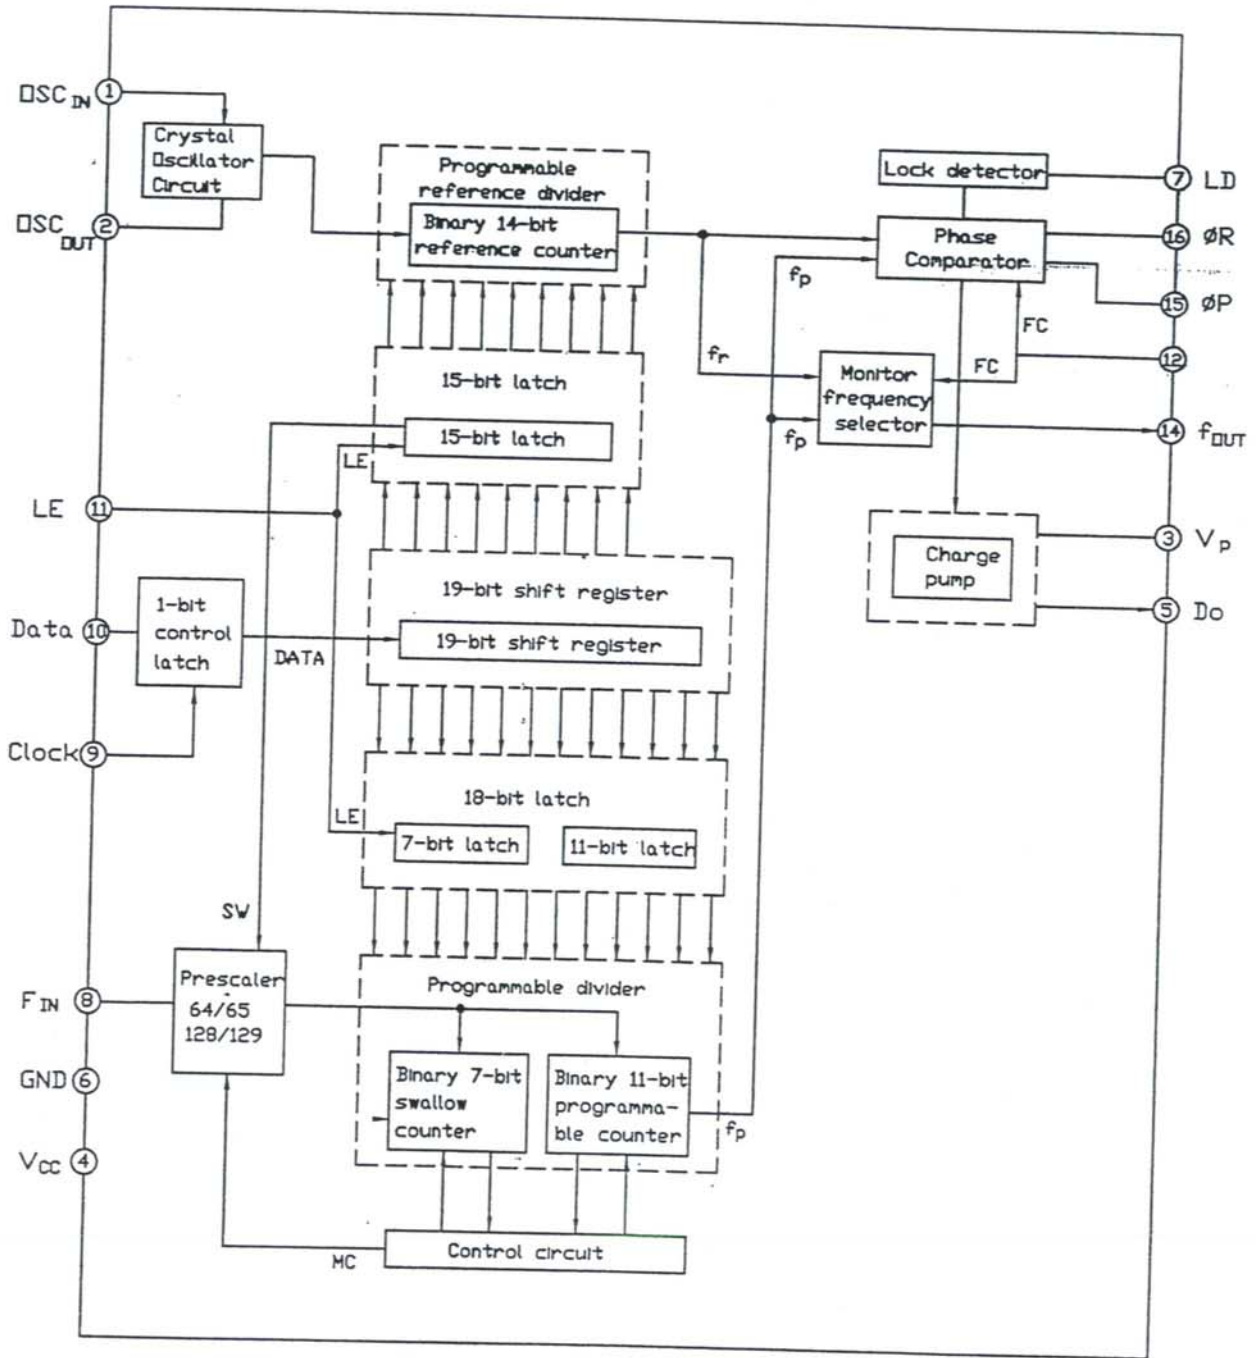 OSC IN
1
Crystal
Oscillator
Circuit
OSC OUT
2
Programmable
reference divider
Binary 14-bit
reference counter
Lock detector
7
LD
Phase
Comparator
16
ØR
15
ØP
fp
FC
12
fr
FC
Monitor
frequency
selector
14
fOUT
fp
15-bit latch
15-bit latch
LE
LE
11
3
Vp
Charge
pump
5
Do
19-bit shift register
19-bit shift register
1-bit
control
latch
Data
10
DATA
Clock
9
18-bit latch
LE
7-bit latch
11-bit latch
SW
Prescaler
64/65
128/129
FIN
8
Programmable divider
Binary 7-bit
swallow
counter
Binary 11-bit
programma-
ble counter
fp
GND
6
VCC
4
MC
Control circuit